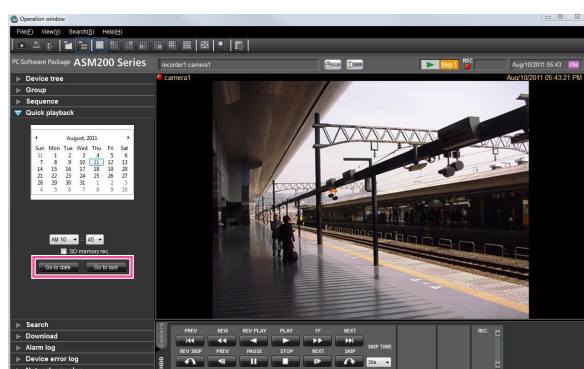 Operation window
File(F) View(V) Search(S) Help(H)
PC Software Package ASM200 Series
recorder1 camera1
Step1 REC
Aug/10/2011 05:43 PM
Device tree
Group
Sequence
Quick playback
camera1
Aug/10/2011 05:43:21 PM
August, 2011
Sun Mon Tue Wed Thu Fri Sat
31 1 2 3 4 5 6
7 8 9 10 11 12 13
14 15 16 17 18 19 20
21 22 23 24 25 26 27
28 29 30 31 1 2 3
4 5 6 7 8 9 10
AM 10 45
SD memory rec.
Go to date Go to last
Search
Download
Alarm log
Device error log
PREV REW REV PLAY PLAY FF NEXT
REV SKIP PREV PAUSE STOP NEXT SKIP
SKIP TIME
30s
REC